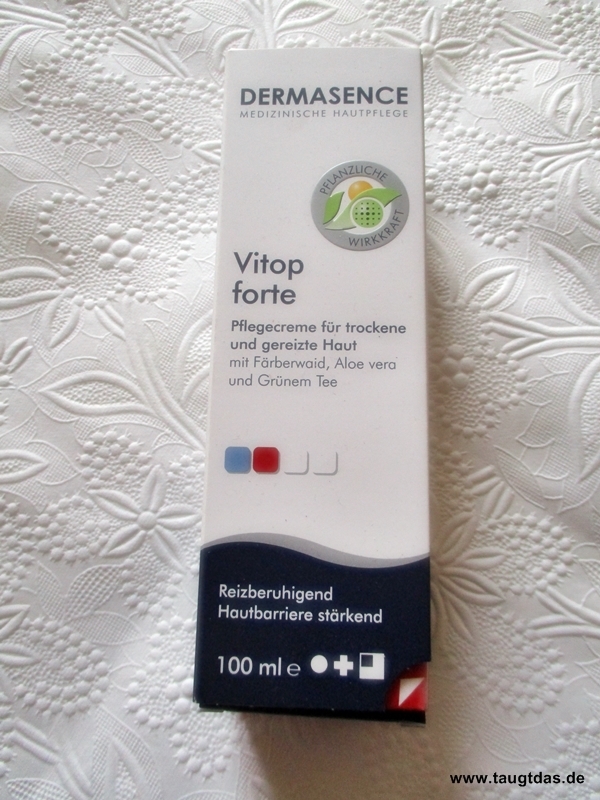 DERMASENCE
MEDIZINISCHE HAUTPFLEGE
PFLANZLICHE
WIRKKRAFT
Vitop
forte
Pflegecreme für trockene
und gereizte Haut
mit Färberwaid, Aloe vera
und Grünem Tee
Reizberuhigend
Hautbarriere stärkend
100 ml e
www.taugtdas.de